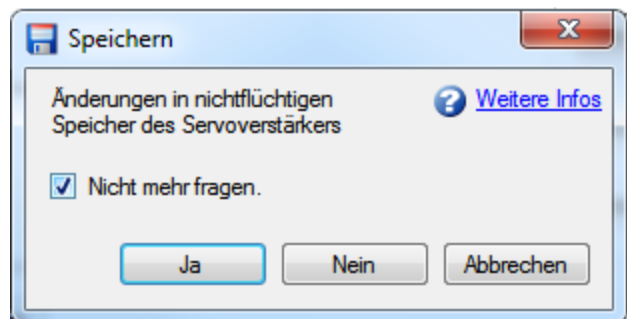 Speichern
Änderungen in nichtflüchtigen
Speicher des Servoverstärkers
Weitere Infos
Nicht mehr fragen.
Ja
Nein
Abbrechen